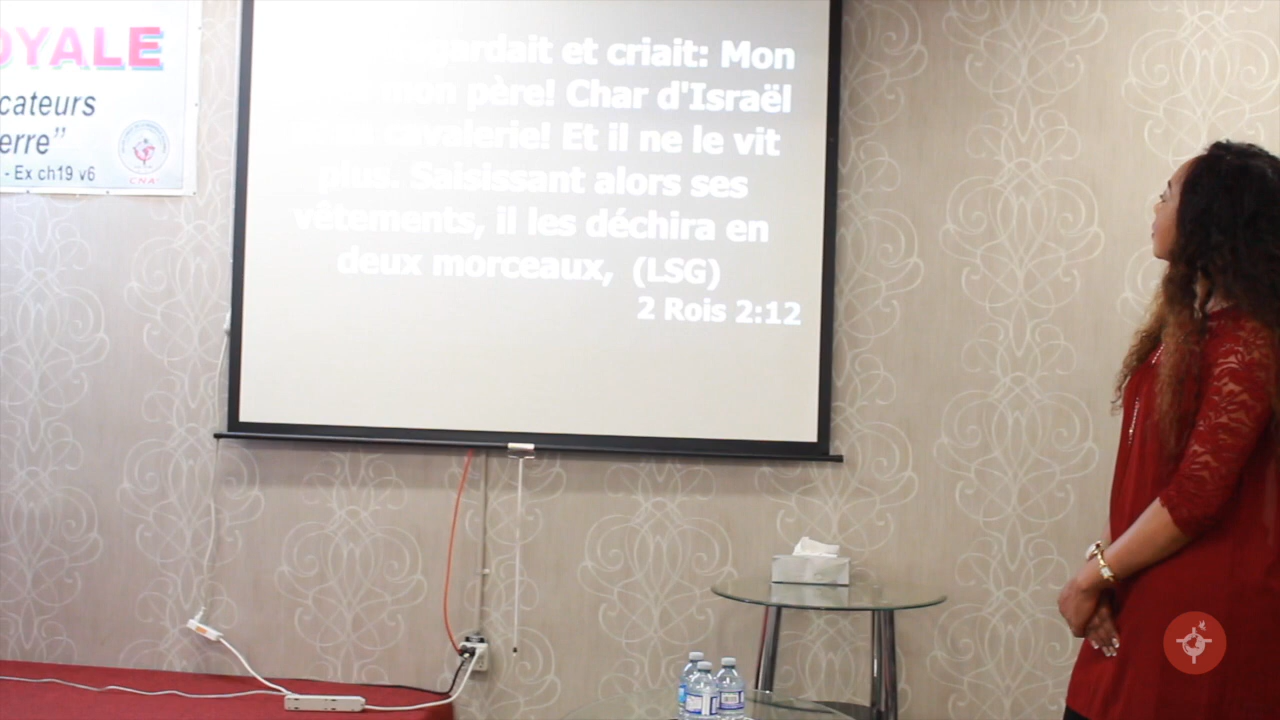 OYALE
cateurs
erre”
- Ex ch19 v6
CNA
gardait et criait: Mon
mon père! Char d'Israël
cavalerie! Et il ne le vit
plus. Saisissant alors ses
vêtements, il les déchira en
deux morceaux, (LSG)
2 Rois 2:12